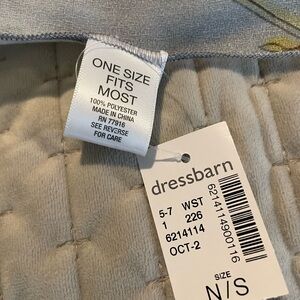 ONE SIZE
FITS
MOST
100% POLYESTER
MADE IN CHINA
RN 77916
SEE REVERSE
FOR CARE
dressbarn
5-7 WST
1 226
6214114
OCT-2
6214114900116
SIZE
N/S